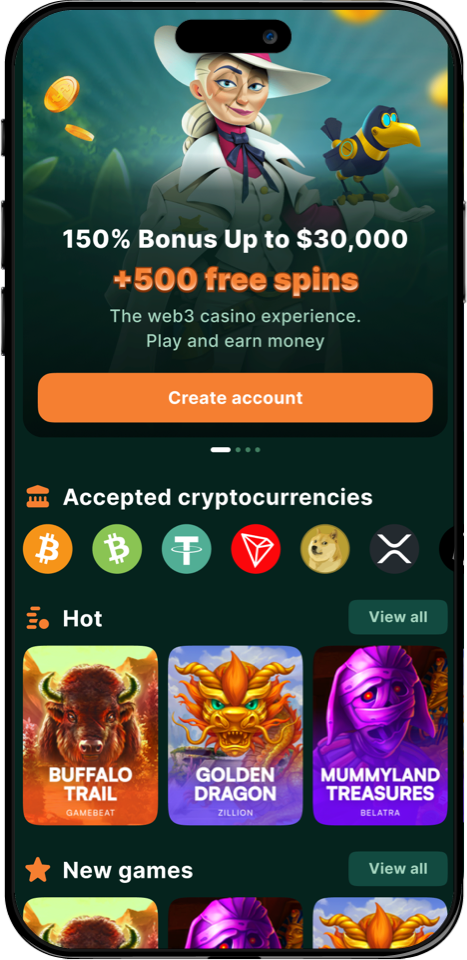 150% Bonus Up to $30,000
+500 free spins
The web3 casino experience.
Play and earn money
Create account
Accepted cryptocurrencies
Hot
View all
BUFFALO
TRAIL
GAMEBEAT
GOLDEN
DRAGON
ZILLION
MUMMYLAND
TREASURES
BELATRA
New games
View all